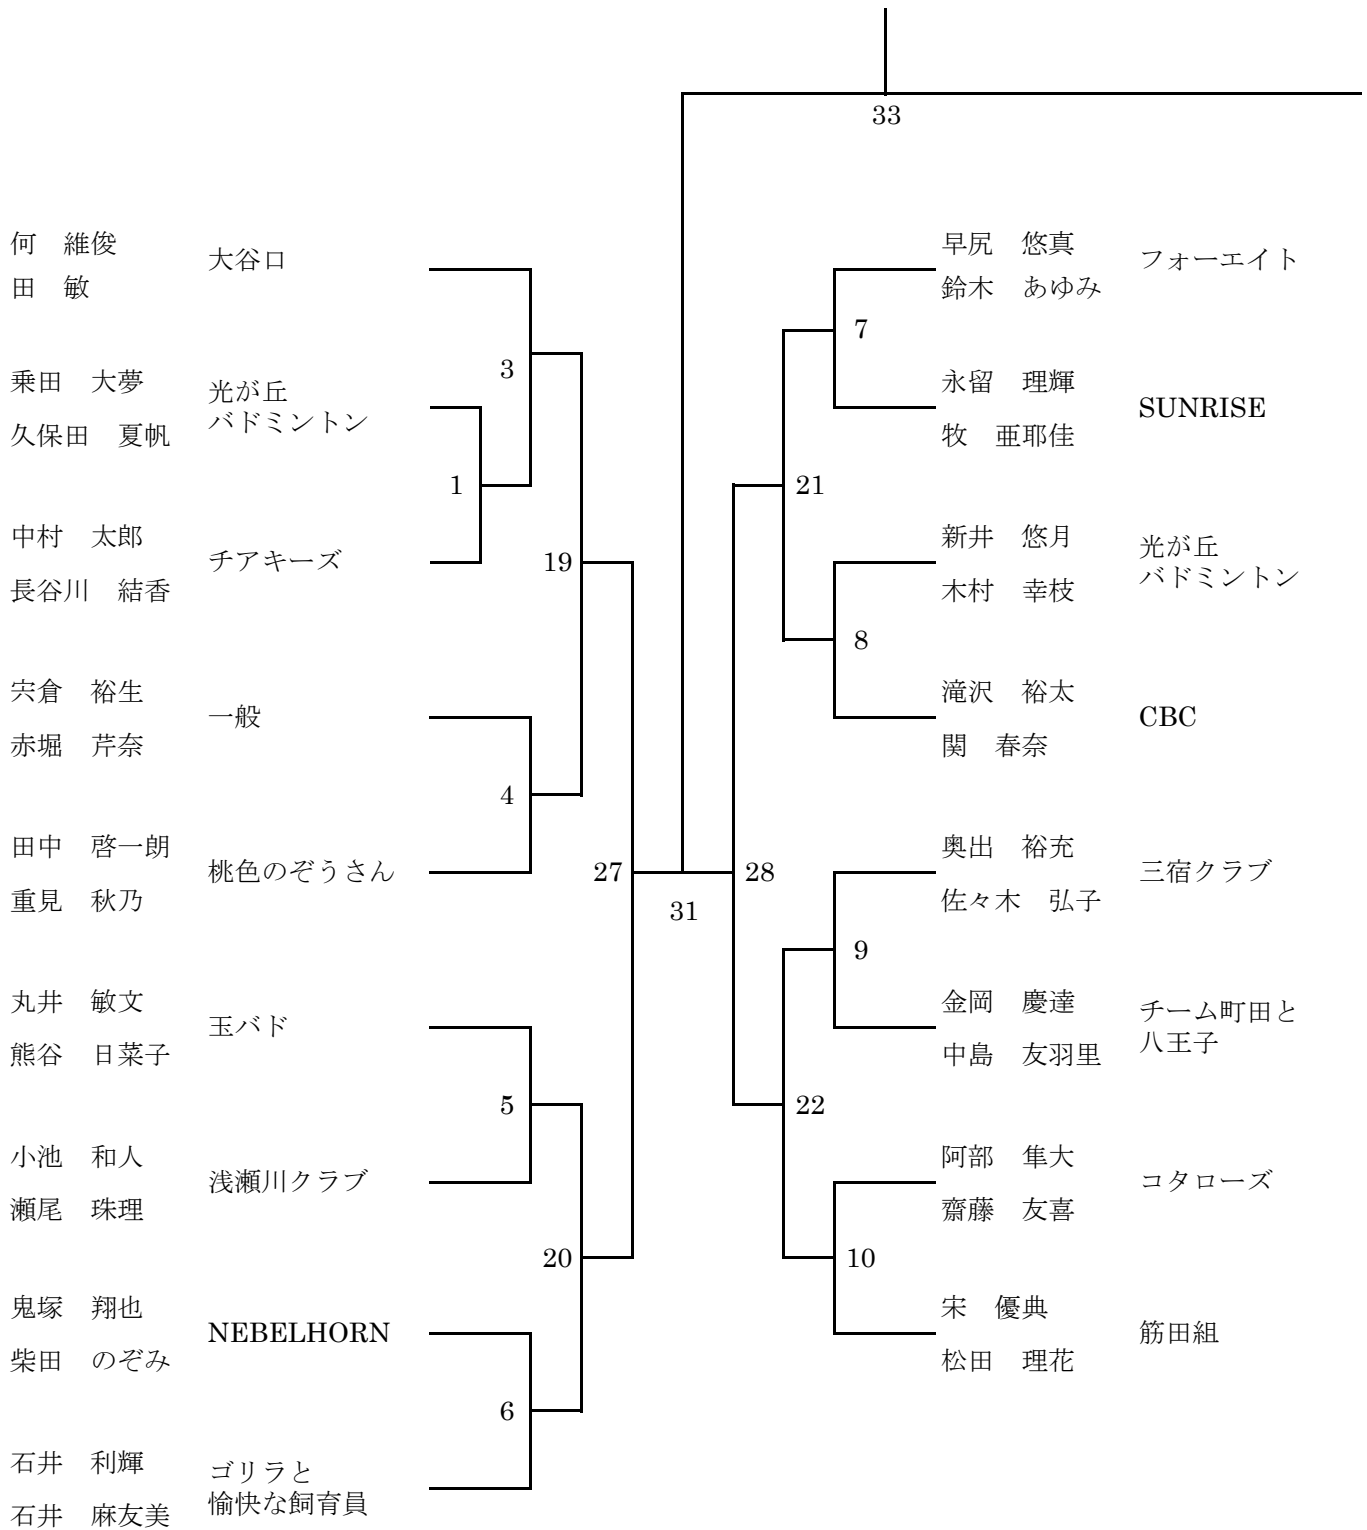 33
何　維俊
田　敏
大谷口
乗田　大夢
久保田　夏帆
光が丘
バドミントン
中村　太郎
長谷川　結香
チアキーズ
宍倉　裕生
赤堀　芹奈
一般
田中　啓一朗
重見　秋乃
桃色のぞうさん
丸井　敏文
熊谷　日菜子
玉バド
小池　和人
瀬尾　珠理
浅瀬川クラブ
鬼塚　翔也
柴田　のぞみ
NEBELHORN
石井　利輝
石井　麻友美
ゴリラと
愉快な飼育員
3
1
19
4
27
5
20
6
31
28
7
21
8
9
22
10
早尻　悠真
鈴木　あゆみ
フォーエイト
永留　理輝
牧　亜耶佳
SUNRISE
新井　悠月
木村　幸枝
光が丘
バドミントン
滝沢　裕太
関　春奈
CBC
奥出　裕充
佐々木　弘子
三宿クラブ
金岡　慶達
中島　友羽里
チーム町田と
八王子
阿部　隼大
齋藤　友喜
コタローズ
宋　優典
松田　理花
筋田組